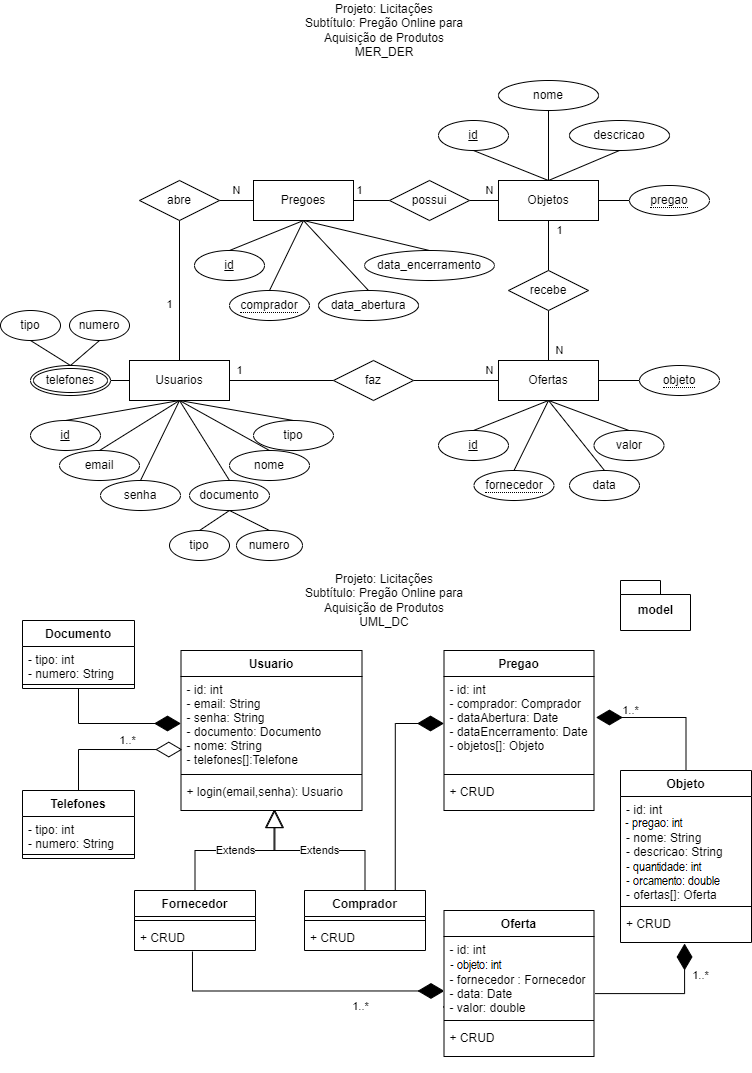 Projeto: Licitações
Subtítulo: Pregão Online para
Aquisição de Produtos
MER_DER
nome
id
descricao
abre
N
Pregoes
1
possui
N
Objetos
pregao
1
id
data_encerramento
comprador
data_abertura
recebe
1
tipo
numero
N
telefones
Usuarios
1
faz
N
Ofertas
objeto
id
tipo
email
nome
senha
documento
id
valor
fornecedor
data
tipo
numero
Projeto: Licitações
Subtítulo: Pregão Online para
Aquisição de Produtos
UML_DC
model
Documento
- tipo: int
- numero: String
Usuario
- id: int
- email: String
- senha: String
- documento: Documento
- nome: String
- telefones[]:Telefone
+ login(email,senha): Usuario
Pregao
- id: int
- comprador: Comprador
- dataAbertura: Date
- dataEncerramento: Date
- objetos[]: Objeto
+ CRUD
1..*
1..*
Telefones
- tipo: int
- numero: String
Objeto
- id: int
- pregao: int
- nome: String
- descricao: String
- quantidade: int
- orcamento: double
- ofertas[]: Oferta
+ CRUD
Extends
Extends
Fornecedor
+ CRUD
Comprador
+ CRUD
Oferta
- id: int
- objeto: int
- fornecedor : Fornecedor
- data: Date
- valor: double
+ CRUD
1..*
1..*